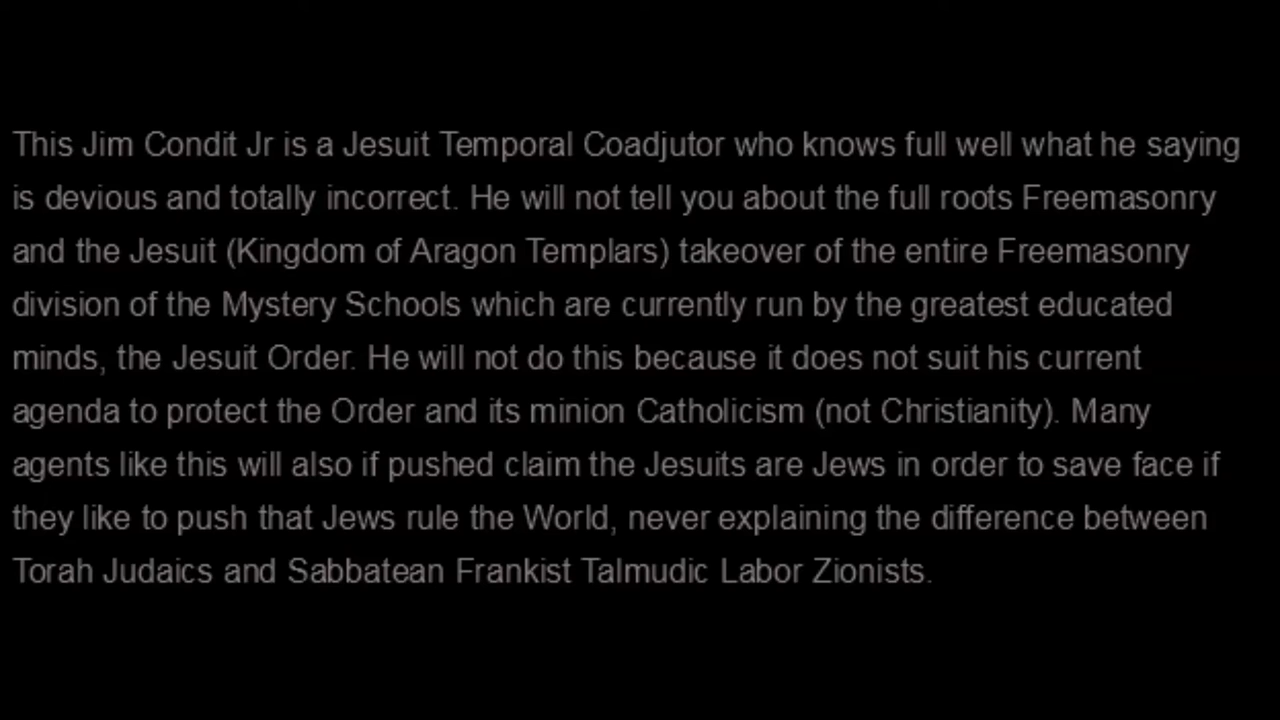 This Jim Condit Jr is a Jesuit Temporal Coadjutor who knows full well what he saying
is devious and totally incorrect. He will not tell you about the full roots Freemasonry
and the Jesuit (Kingdom of Aragon Templars) takeover of the entire Freemasonry
division of the Mystery Schools which are currently run by the greatest educated
minds, the Jesuit Order. He will not do this because it does not suit his current
agenda to protect the Order and its minion Catholicism (not Christianity). Many
agents like this will also if pushed claim the Jesuits are Jews in order to save face if
they like to push that Jews rule the World, never explaining the difference between
Torah Judaics and Sabbatean Frankist Talmudic Labor Zionists.